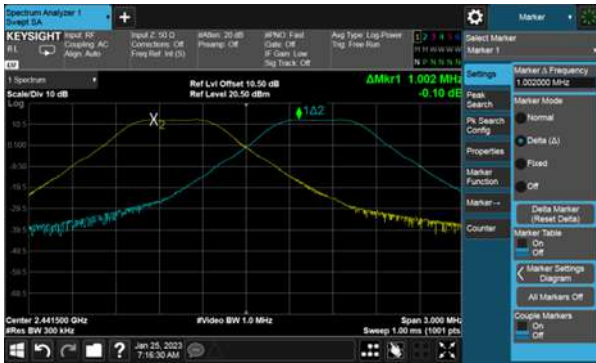 Spectrum Analyzer 1
Swept SA
+
Marker
KEYSIGHT Input: RF
Coupling: AC
Align: Auto
Input Z: 50 Ω
Corrections: Off
Freq Ref: Int (S)
#Atten: 20 dB
Preamp: Off
#PNO: Fast
Gate: Off
IF Gain: Low
Sig Track: Off
Avg Type: Log-Power
Trig: Free Run
1 2 3 4 5 6
RL
LW
Select Marker
Marker 1
1 Spectrum
Scale/Div 10 dB
Ref Lvl Offset 10.50 dB
Ref Level 20.50 dBm
ΔMkr1 1.002 MHz
-0.10 dB
Log
10.5
0.500
-9.50
-19.5
-29.5
-39.5
-49.5
-59.5
-69.5
X2
1Δ2
Center 2.441500 GHz
#Res BW 300 kHz
#Video BW 1.0 MHz
Span 3.000 MHz
Sweep 1.00 ms (1001 pts)
Settings
Peak
Search
Pk Search
Config
Properties
Marker
Function
Marker→
Counter
Marker Δ Frequency
1.002000 MHz
Marker Mode
Normal
Delta (Δ)
Fixed
Off
Delta Marker
(Reset Delta)
Marker Table
On
Off
Marker Settings
Diagram
All Markers Off
Couple Markers
On
Off
?
Jan 25, 2023
7:16:30 AM